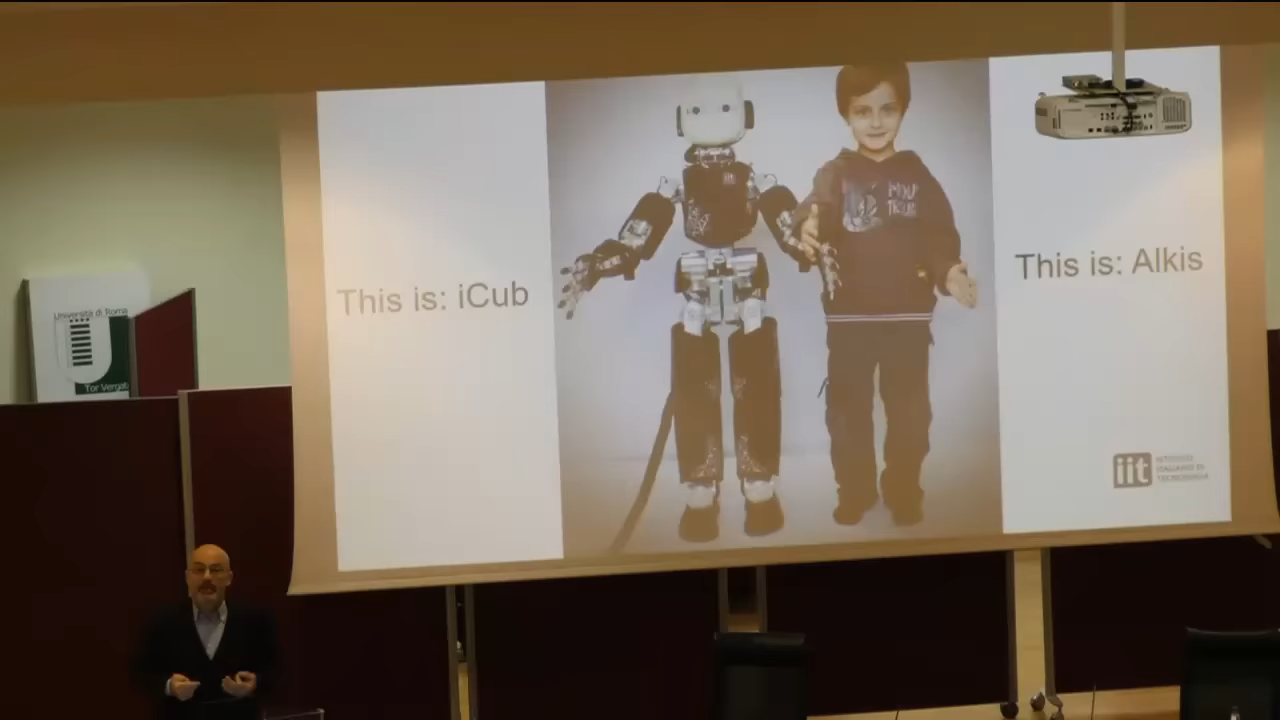 This is: iCub
This is: Alkis
iit
ISTITUTO
ITALIANO DI
TECNOLOGIA
Università di Roma
Tor Vergata